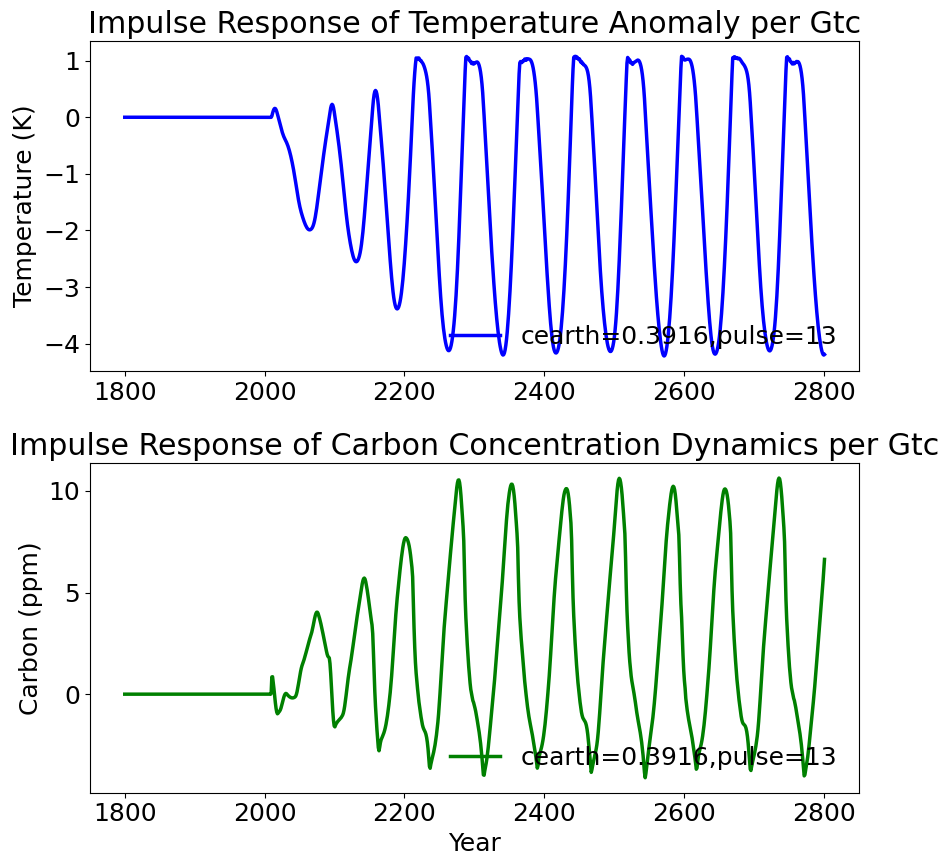 Impulse Response of Temperature Anomaly per Gtc
Temperature (K)
1
0
−1
−2
−3
−4
cearth=0.3916,pulse=13
1800 2000 2200 2400 2600 2800
Impulse Response of Carbon Concentration Dynamics per Gtc
Carbon (ppm)
10
5
0
cearth=0.3916,pulse=13
1800 2000 2200 2400 2600 2800
Year